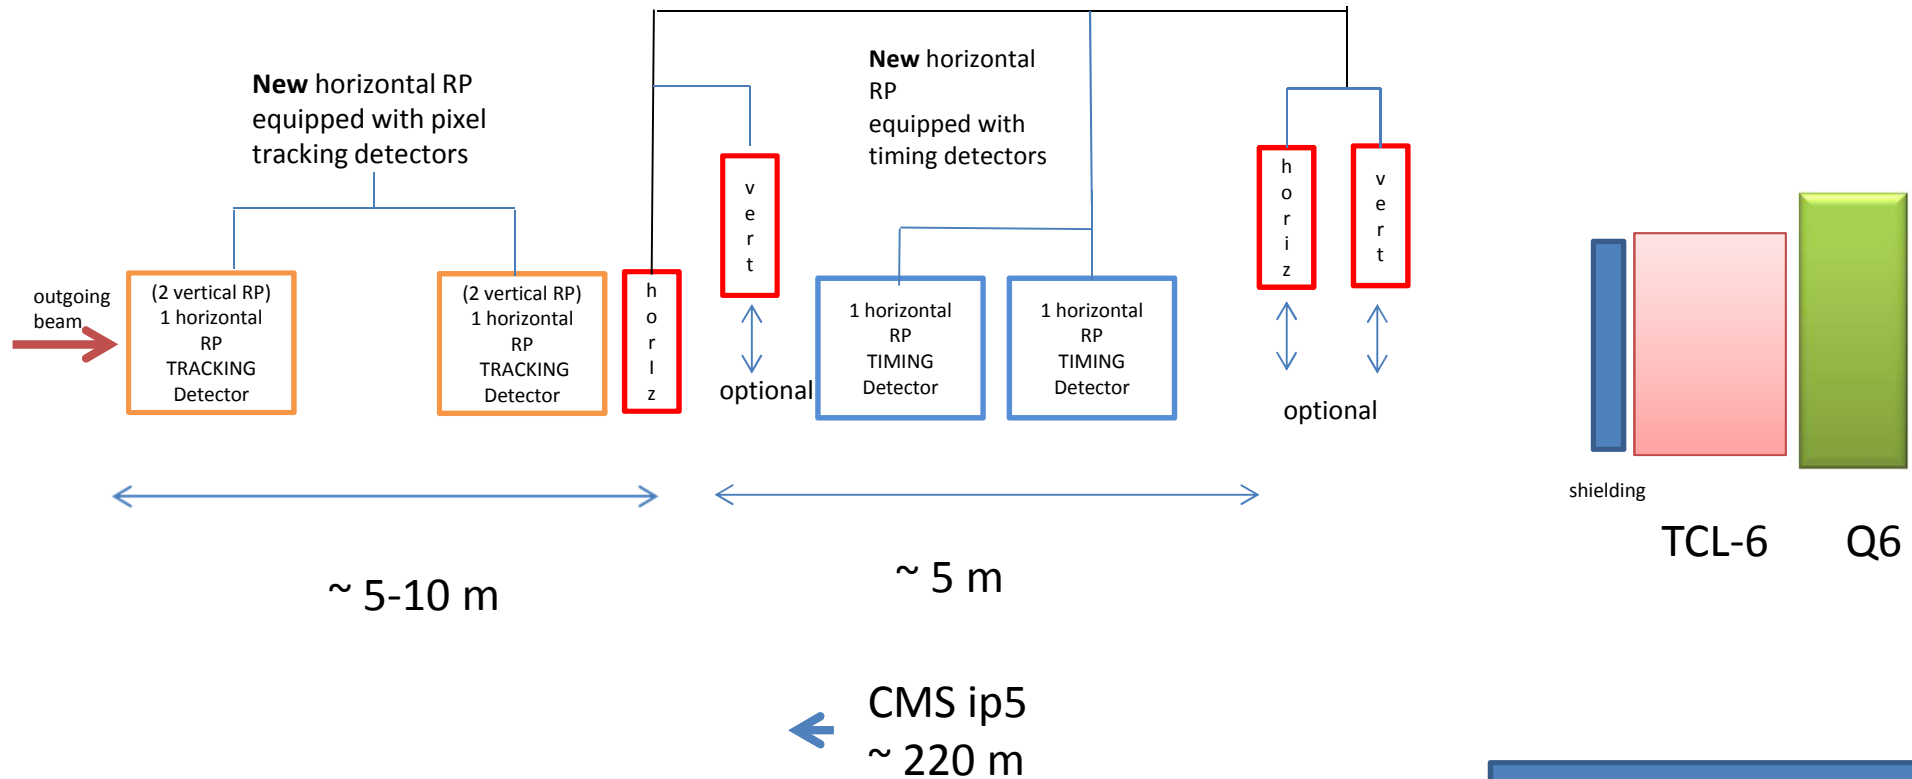 New horizontal RP
equipped with pixel
tracking detectors
New horizontal
RP
equipped with
timing detectors
outgoing
beam
(2 vertical RP)
1 horizontal
RP
TRACKING
Detector
(2 vertical RP)
1 horizontal
RP
TRACKING
Detector
h
o
r
I
z
v
e
r
t
optional
1 horizontal
RP
TIMING
Detector
1 horizontal
RP
TIMING
Detector
h
o
r
i
z
v
e
r
t
optional
shielding
TCL-6
Q6
~ 5-10 m
~ 5 m
CMS ip5
~ 220 m